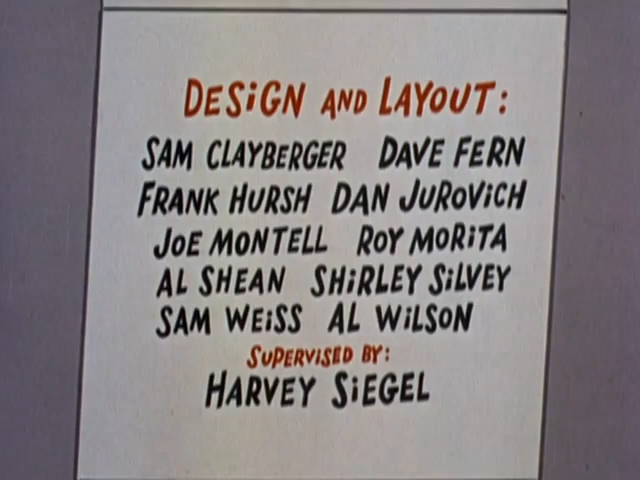 DESiGN AND LAYOUT:
SAM CLAYBERGER DAVE FERN
FRANK HURSH DAN JUROViCH
JOE MONTELL ROY MORiTA
AL SHEAN SHiRLEY SiLVEY
SAM WEiSS AL WiLSON
SUPERViSED BY:
HARVEY SiEGEL